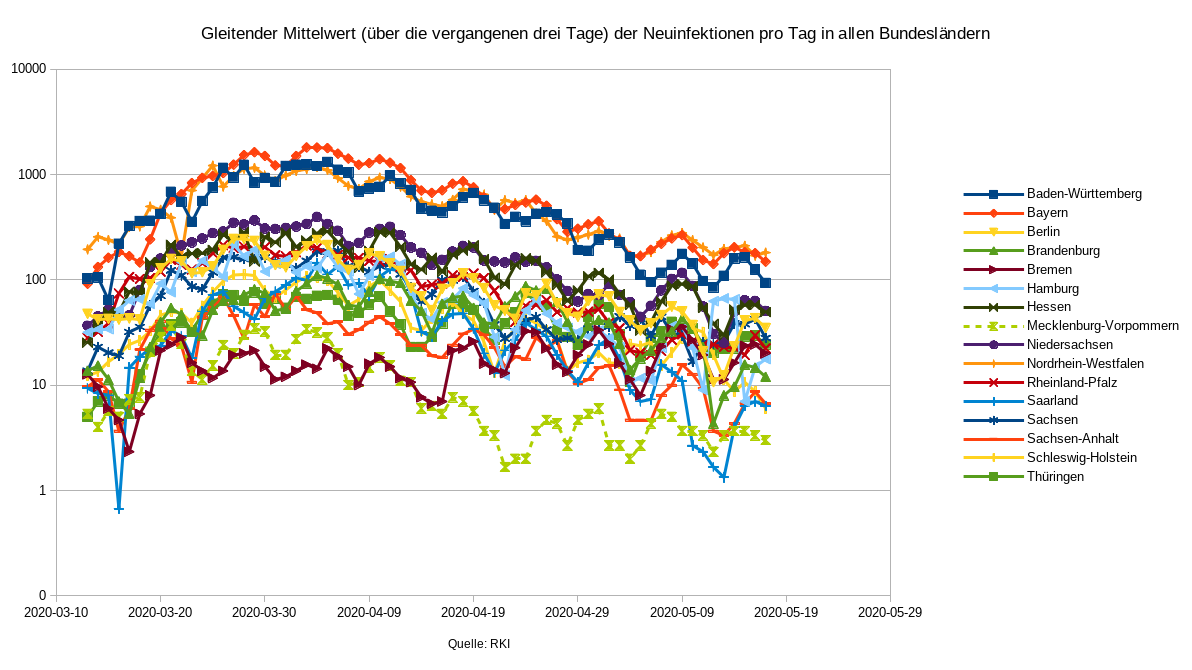 Gleitender Mittelwert (über die vergangenen drei Tage) der Neuinfektionen pro Tag in allen Bundesländern
10000
1000
100
10
1
0
2020-03-10
2020-03-20
2020-03-30
2020-04-09
2020-04-19
2020-04-29
2020-05-09
2020-05-19
2020-05-29
Quelle: RKI
Baden-Württemberg
Bayern
Berlin
Brandenburg
Bremen
Hamburg
Hessen
Mecklenburg-Vorpommern
Niedersachsen
Nordrhein-Westfalen
Rheinland-Pfalz
Saarland
Sachsen
Sachsen-Anhalt
Schleswig-Holstein
Thüringen